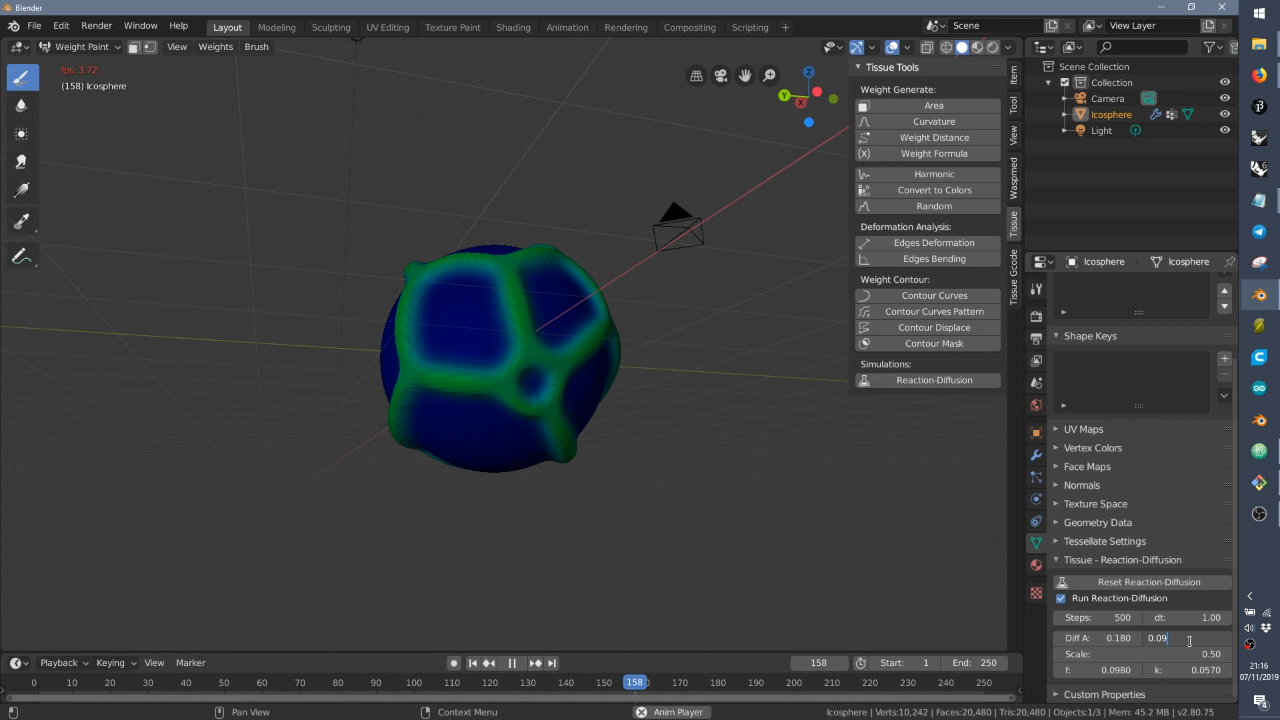 Blender
File Edit Render Window Help
Layout Modeling Sculpting UV Editing Texture Paint Shading Animation Rendering Compositing Scripting +
Scene View Layer
Weight Paint View Weights Brush
fps: 3.72
(158) Icosphere
Z
Y
X
Tissue Tools
Weight Generate:
Area
Curvature
Weight Distance
Weight Formula
Harmonic
Convert to Colors
Random
Deformation Analysis:
Edges Deformation
Edges Bending
Weight Contour:
Contour Curves
Contour Curves Pattern
Contour Displace
Contour Mask
Simulations:
Reaction-Diffusion
Item
Tool
View
Waspmed
Tissue
Tissue Gcode
Scene Collection
Collection
Camera
Icosphere
Light
Icosphere Icosphere
Shape Keys
UV Maps
Vertex Colors
Face Maps
Normals
Texture Space
Geometry Data
Tessellate Settings
Tissue - Reaction-Diffusion
Reset Reaction-Diffusion
Run Reaction-Diffusion
Steps: 500 dt: 1.00
Diff A: 0.180 0.09
Scale: 0.50
f: 0.0980 k: 0.0570
Custom Properties
Playback Keying View Marker 158 Start: 1 End: 250
0 10 20 30 40 50 60 70 80 90 100 110 120 130 140 150 158 170 180 190 200 210 220 230 240 250
Pan View Context Menu Anim Player Icosphere | Verts:10,242 | Faces:20,480 | Tris:20,480 | Objects:1/3 | Mem: 45.2 MB | v2.80.75
21:16
07/11/2019
4